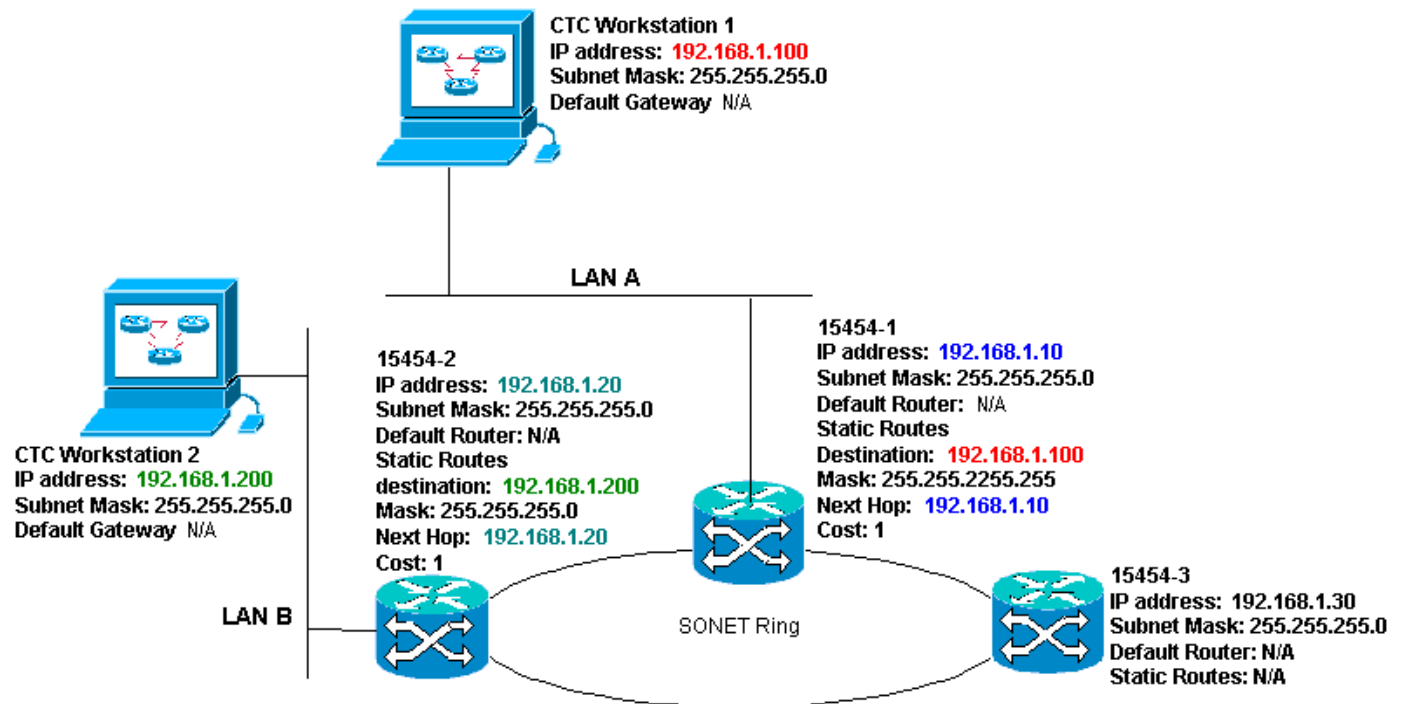 CTC Workstation 1
IP address: 192.168.1.100
Subnet Mask: 255.255.255.0
Default Gateway N/A
LAN A
CTC Workstation 2
IP address: 192.168.1.200
Subnet Mask: 255.255.255.0
Default Gateway N/A
15454-2
IP address: 192.168.1.20
Subnet Mask: 255.255.255.0
Default Router: N/A
Static Routes
destination: 192.168.1.200
Mask: 255.255.255.0
Next Hop: 192.168.1.20
Cost: 1
15454-1
IP address: 192.168.1.10
Subnet Mask: 255.255.255.0
Default Router: N/A
Static Routes
Destination: 192.168.1.100
Mask: 255.255.2255.255
Next Hop: 192.168.1.10
Cost: 1
LAN B
SONET Ring
15454-3
IP address: 192.168.1.30
Subnet Mask: 255.255.255.0
Default Router: N/A
Static Routes: N/A